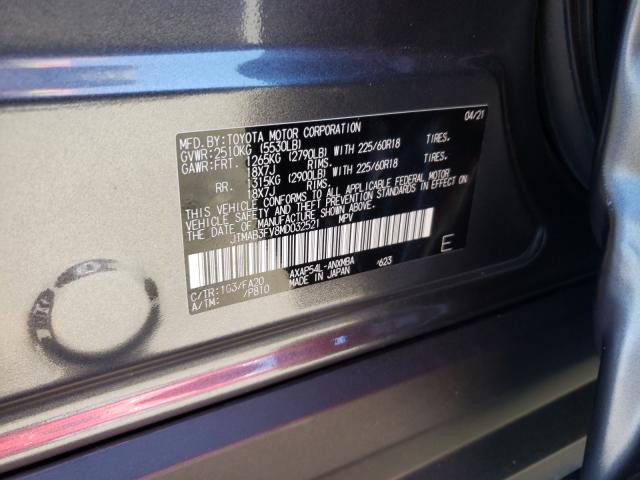 MFD. BY: TOYOTA MOTOR CORPORATION 04/21
GVWR: 2510KG (5530LB)
GAWR: FRT. 1265KG (2790LB) WITH 225/60R18 TIRES.
18X7J RIMS.
RR. 1315KG (2900LB) WITH 225/60R18 TIRES.
18X7J RIMS.
THIS VEHICLE CONFORMS TO ALL APPLICABLE FEDERAL MOTOR
VEHICLE SAFETY AND THEFT PREVENTION STANDARDS IN EFFECT
ON THE DATE OF MANUFACTURE SHOWN ABOVE.
JTMAB3FV8MD032521 MPV
E
C/TR: 1G3/FA20 AXAP54L-ANXMBA *623
A/TM: /P810 MADE IN JAPAN